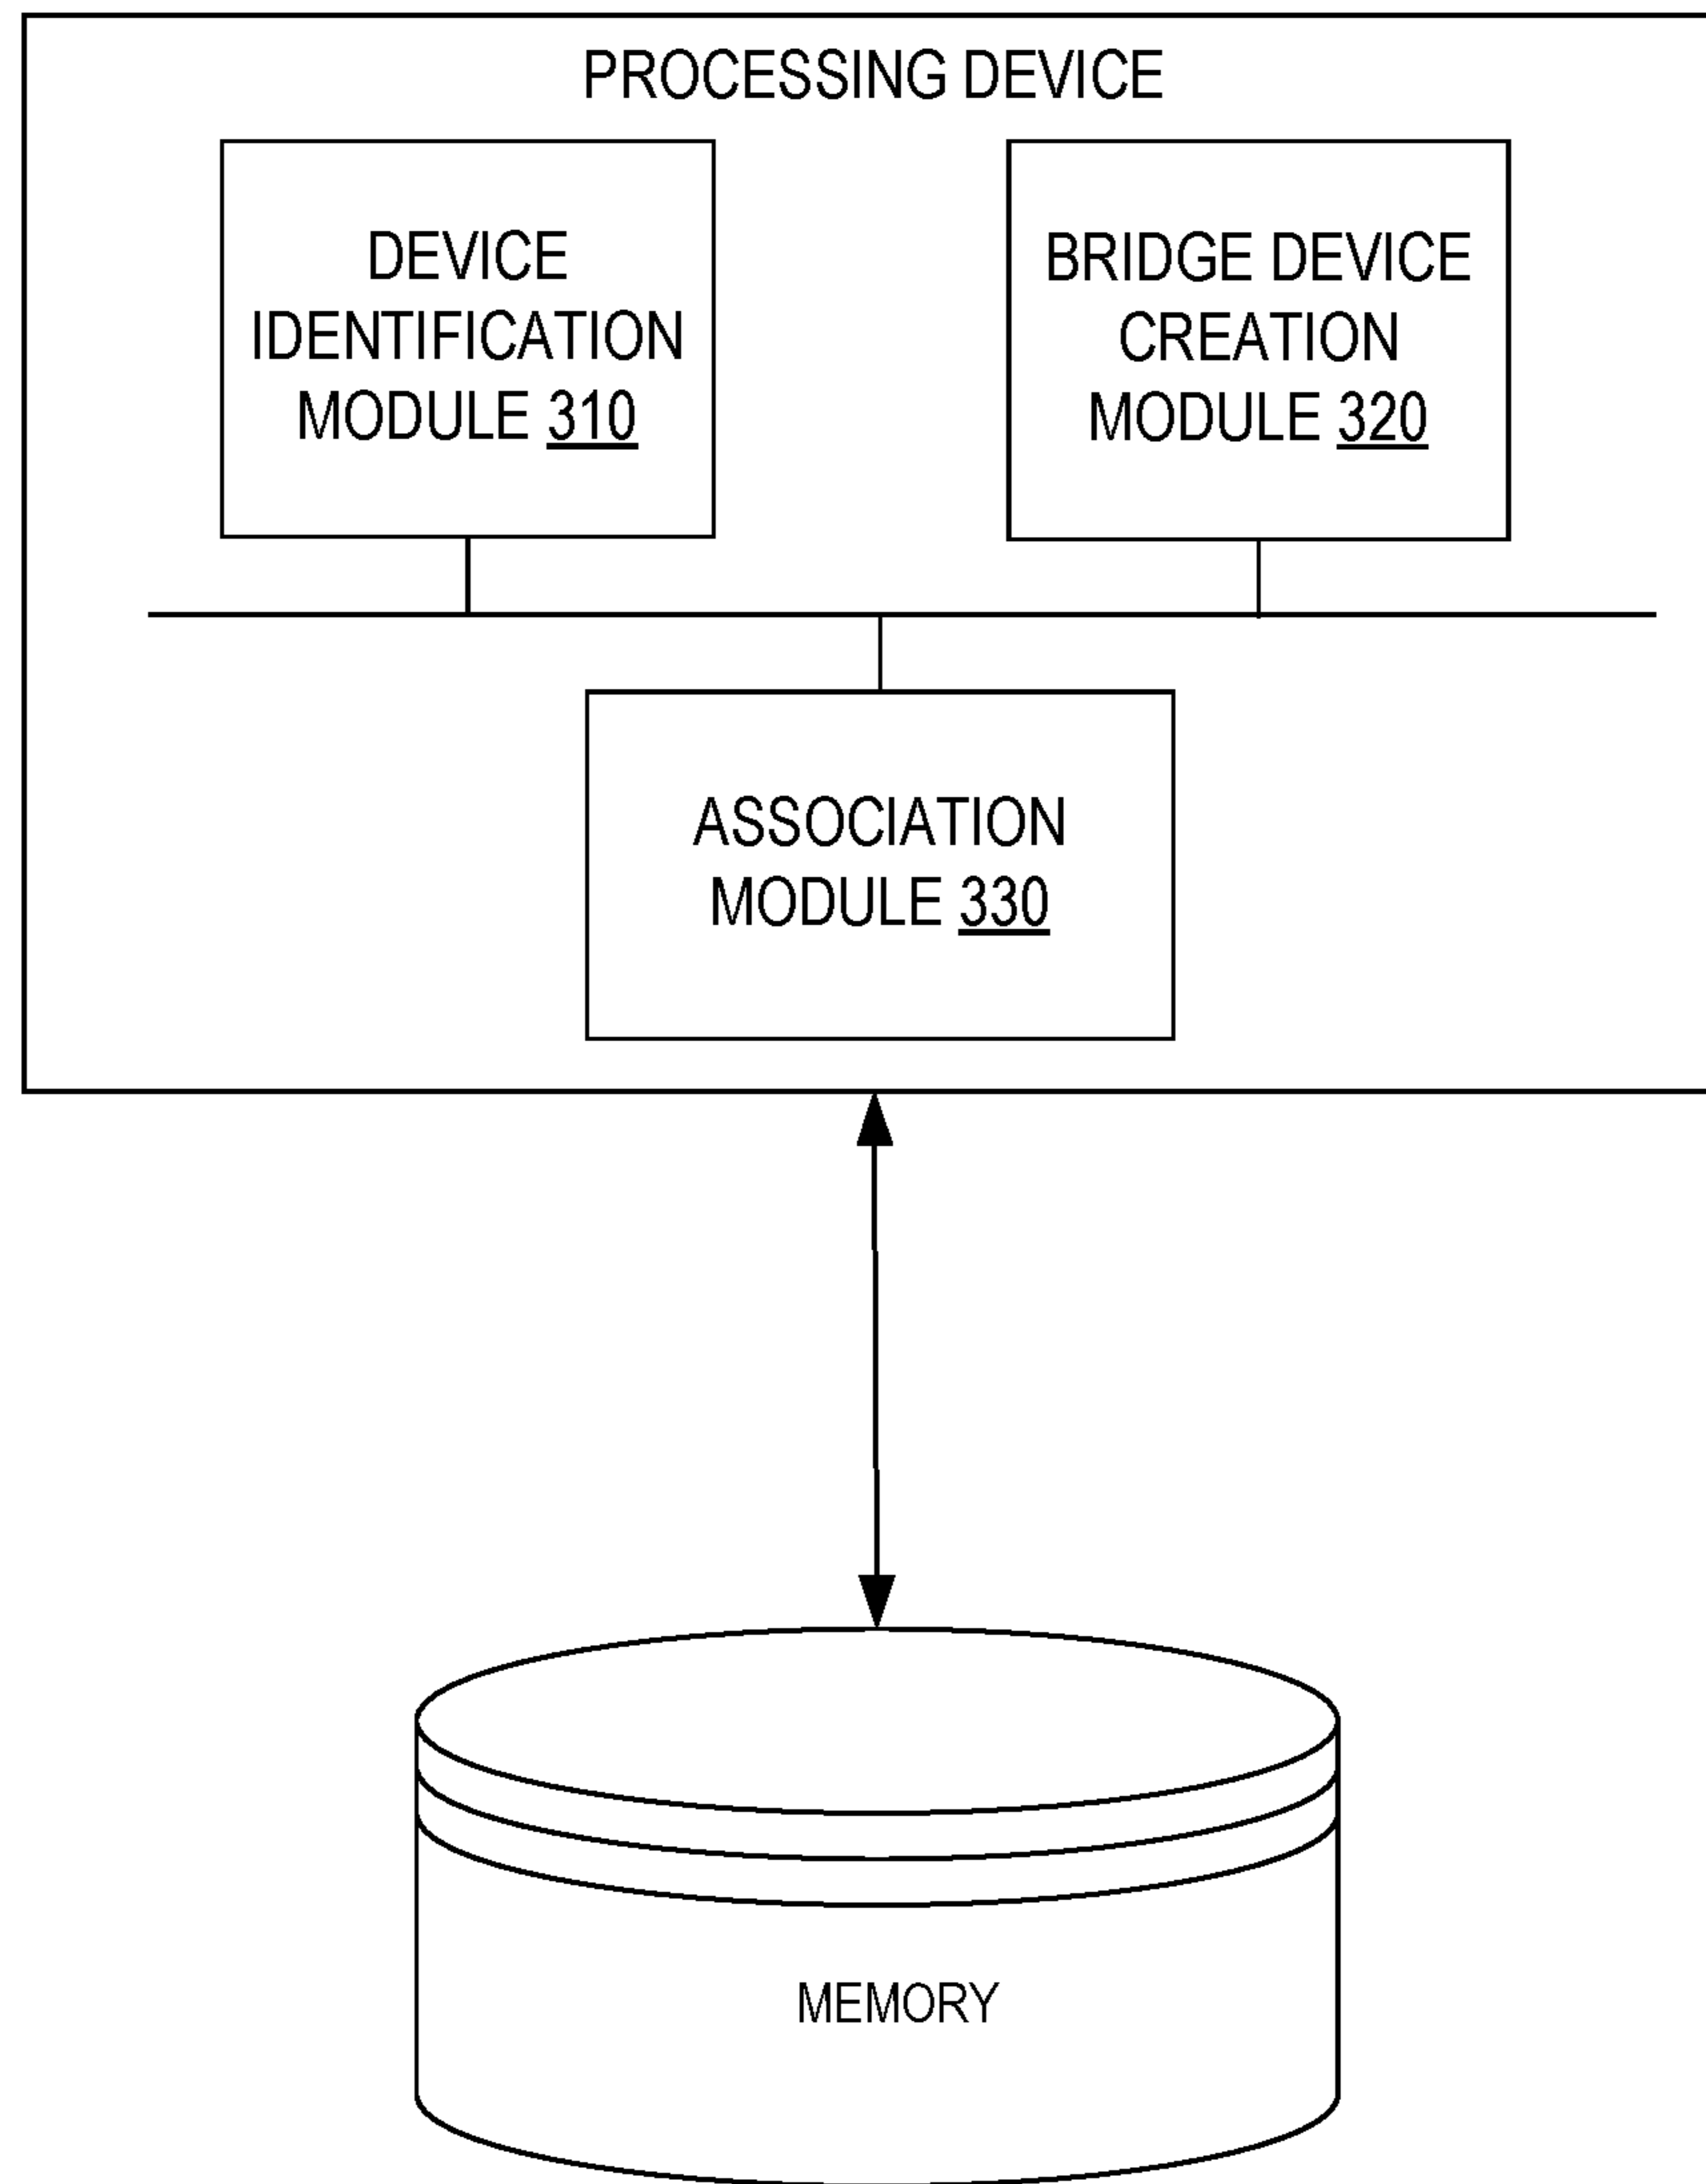 PROCESSING DEVICE
DEVICE
IDENTIFICATION
MODULE 310
BRIDGE DEVICE
CREATION
MODULE 320
ASSOCIATION
MODULE 330
MEMORY